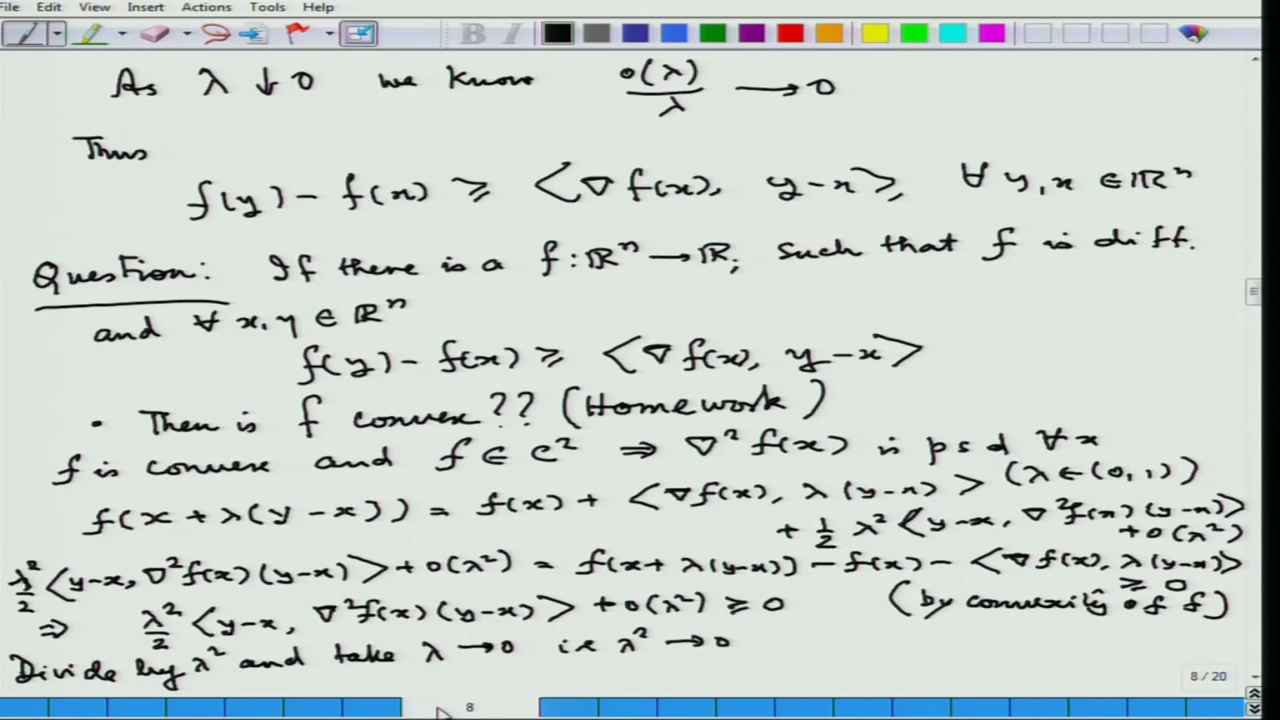 File Edit View Insert Actions Tools Help
B I
As λ ↓ 0 we know o(λ)/λ → 0
Thus
f(y) - f(x) ≥ <∇f(x), y-x>, ∀ y, x ∈ ℝⁿ
Question: If there is a f: ℝⁿ → ℝ, such that f is diff.
and ∀ x, y ∈ ℝⁿ
f(y) - f(x) ≥ <∇f(x), y-x>
• Then is f convex?? (Homework)
f is convex and f ∈ C² ⇒ ∇²f(x) is psd ∀x
f(x + λ(y-x)) = f(x) + <∇f(x), λ(y-x)> (λ ∈ (0,1))
+ 1/2 λ² <y-x, ∇²f(x)(y-x)>
+ o(λ²)
λ²/2 <y-x, ∇²f(x)(y-x)> + o(λ²) = f(x + λ(y-x)) - f(x) - <∇f(x), λ(y-x)>
≥ 0
⇒ λ²/2 <y-x, ∇²f(x)(y-x)> + o(λ²) ≥ 0 (by convexity of f)
Divide by λ² and take λ → 0 i.e λ² → 0
8 / 20
8